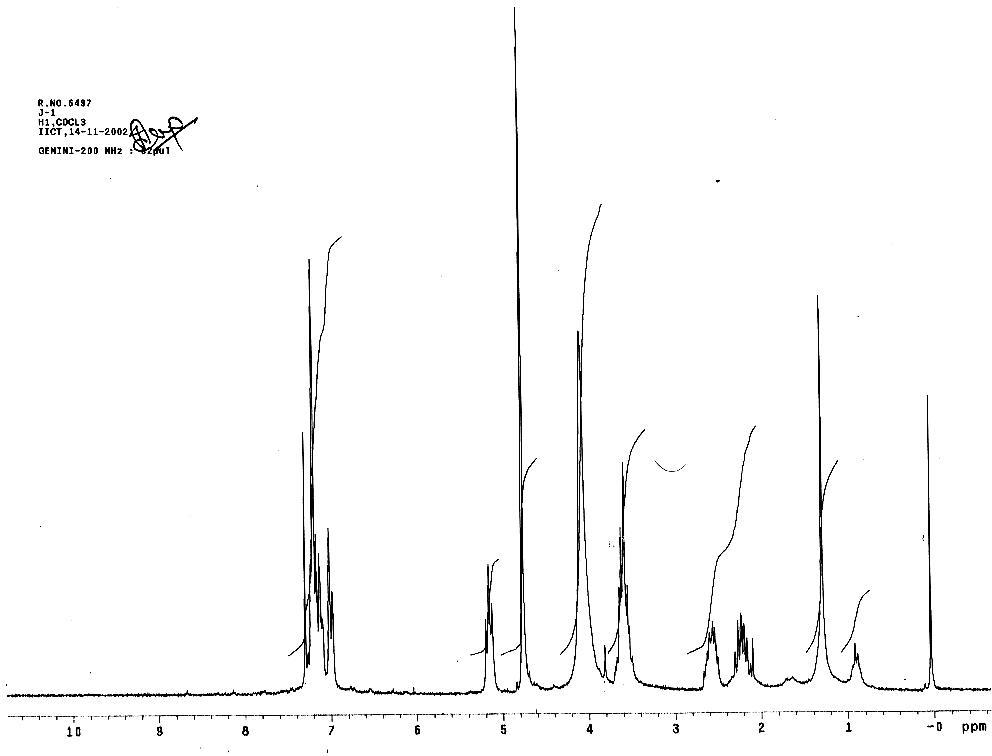 R.NO.6497
J-1
H1,CDCL3
IICT,14-11-2002
GEMINI-200 MHz :
10 9 8 7 6 5 4 3 2 1 -0 ppm